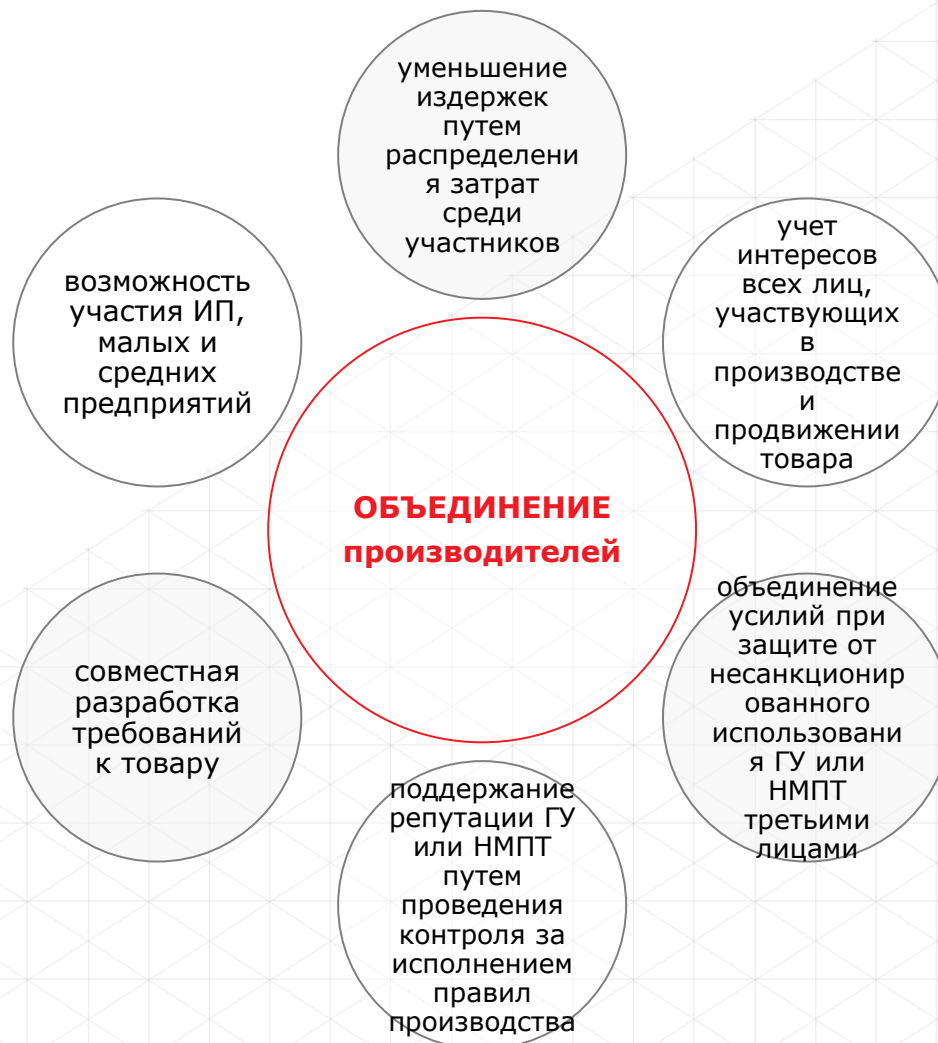 уменьшение
издержек
путем
распределени
я затрат
среди
участников
возможность
участия ИП,
малых и
средних
предприятий
учет
интересов
всех лиц,
участвующих
в
производстве
и
продвижении
товара
ОБЪЕДИНЕНИЕ
производителей
совместная
разработка
требований
к товару
объединение
усилий при
защите от
несанкционир
ованного
использовани
я ГУ или
НМПТ
третьими
лицами
поддержание
репутации ГУ
или НМПТ
путем
проведения
контроля за
исполнением
правил
производства